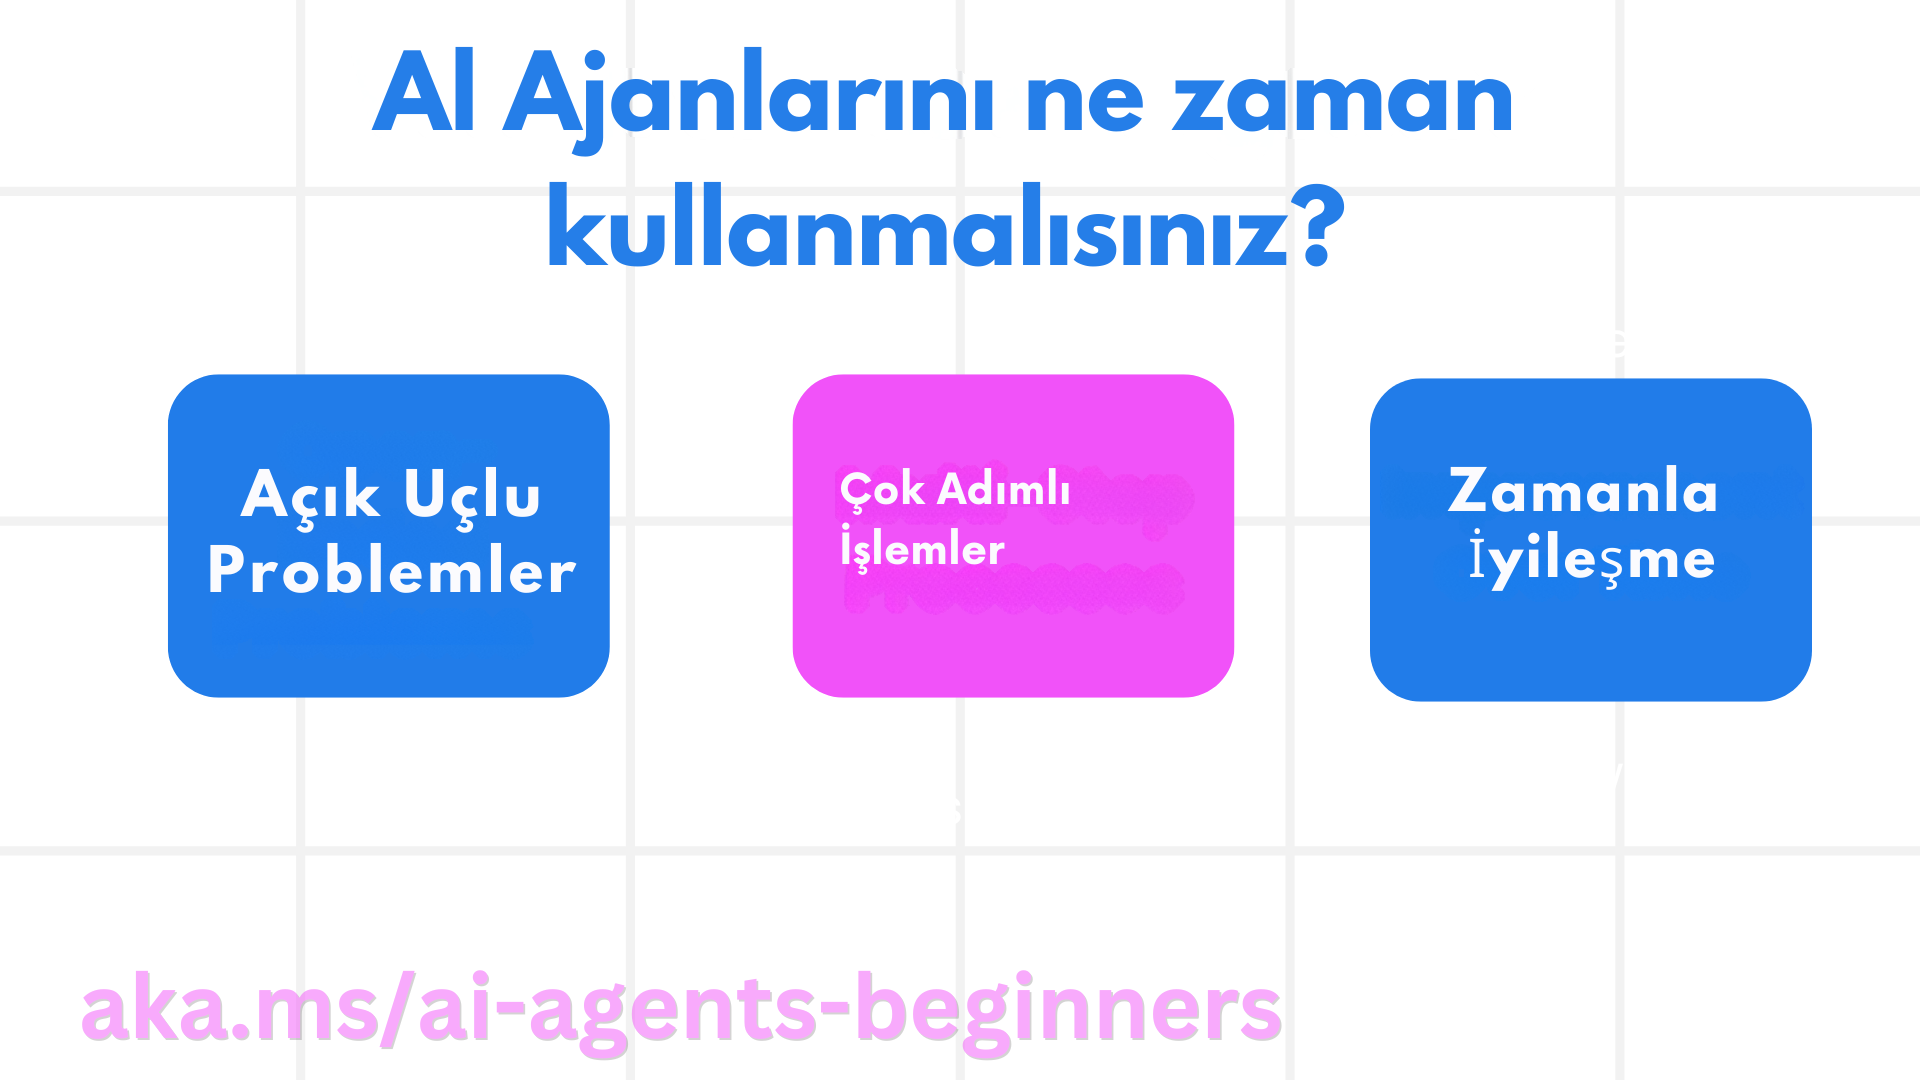 AI Ajanlarını ne zaman
kullanmalısınız?
Açık Uçlu
Problemler
Çok Adımlı
İşlemler
Zamanla
İyileşme
aka.ms/ai-agents-beginners